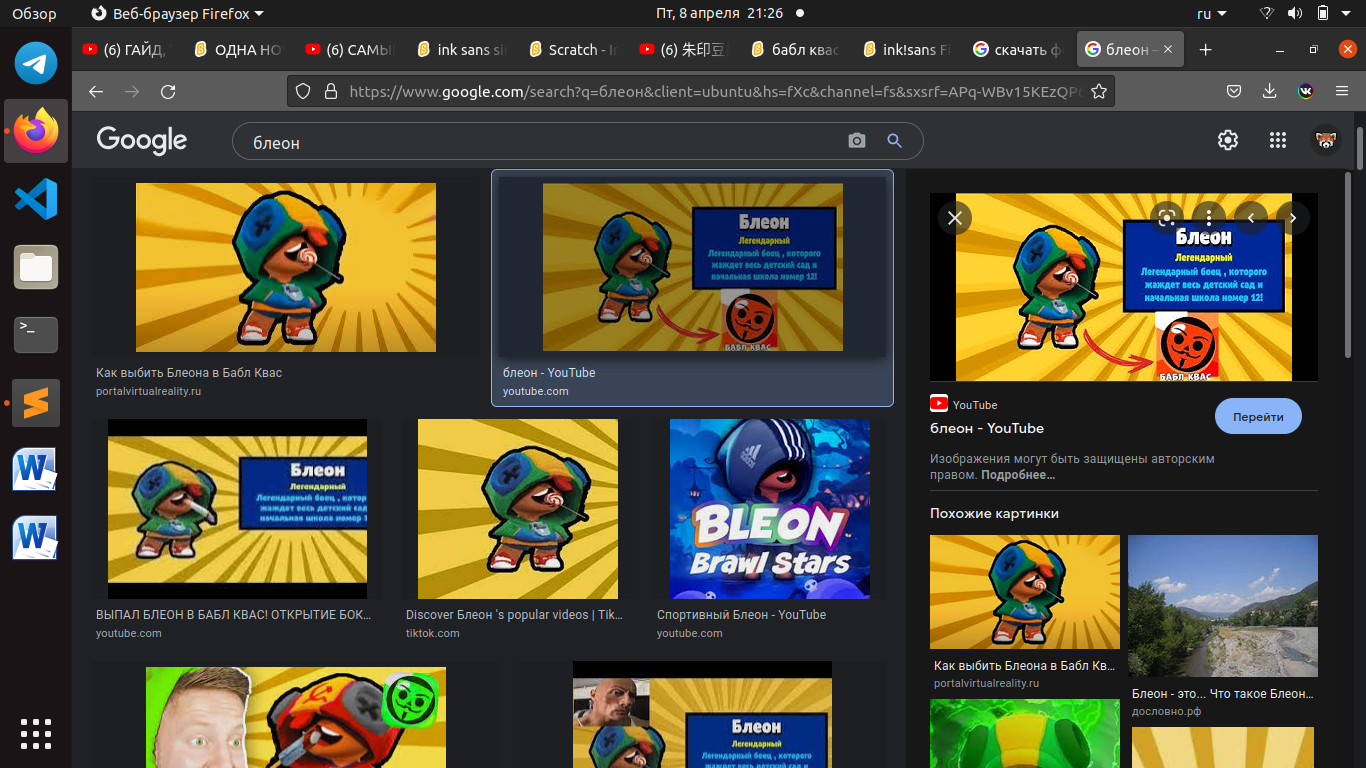 Обзор
Веб-браузер Firefox
Пт, 8 апреля 21:26
ru
(6) ГАЙД,
ОДНА НО
(6) САМЫ
ink sans si
Scratch - I
(6) 朱印豆
бабл квас
ink!sans Fi
скачать ф
блеон –
https://www.google.com/search?q=блеон&client=ubuntu&hs=fXc&channel=fs&sxsrf=APq-WBv15KEzQP
Google
блеон
Как выбить Блеона в Бабл Квас
portalvirtualreality.ru
Блеон
Легендарный
Легендарный боец , которого
жаждет весь детский сад и
начальная школа номер 12!
БАБЛ КВАС
блеон - YouTube
youtube.com
Блеон
Легендарный
Легендарный боец , котор
жаждет весь детский сад и
начальная школа номер 1
ВЫПАЛ БЛЕОН В БАБЛ КВАС! ОТКРЫТИЕ БОК...
youtube.com
Discover Блеон 's popular videos | Tik...
tiktok.com
BLEON
Brawl Stars
Спортивный Блеон - YouTube
youtube.com
Блеон
Легендарный
Легендарный боец , которого
жаждет весь детский сад и
Блеон
Легендарный
Легендарный боец , которого
жаждет весь детский сад и
начальная школа номер 12!
БАБЛ КВАС
YouTube
Перейти
блеон - YouTube
Изображения могут быть защищены авторским
правом. Подробнее...
Похожие картинки
Как выбить Блеона в Бабл Кв...
portalvirtualreality.ru
Блеон - это... Что такое Блеон...
дословно.рф